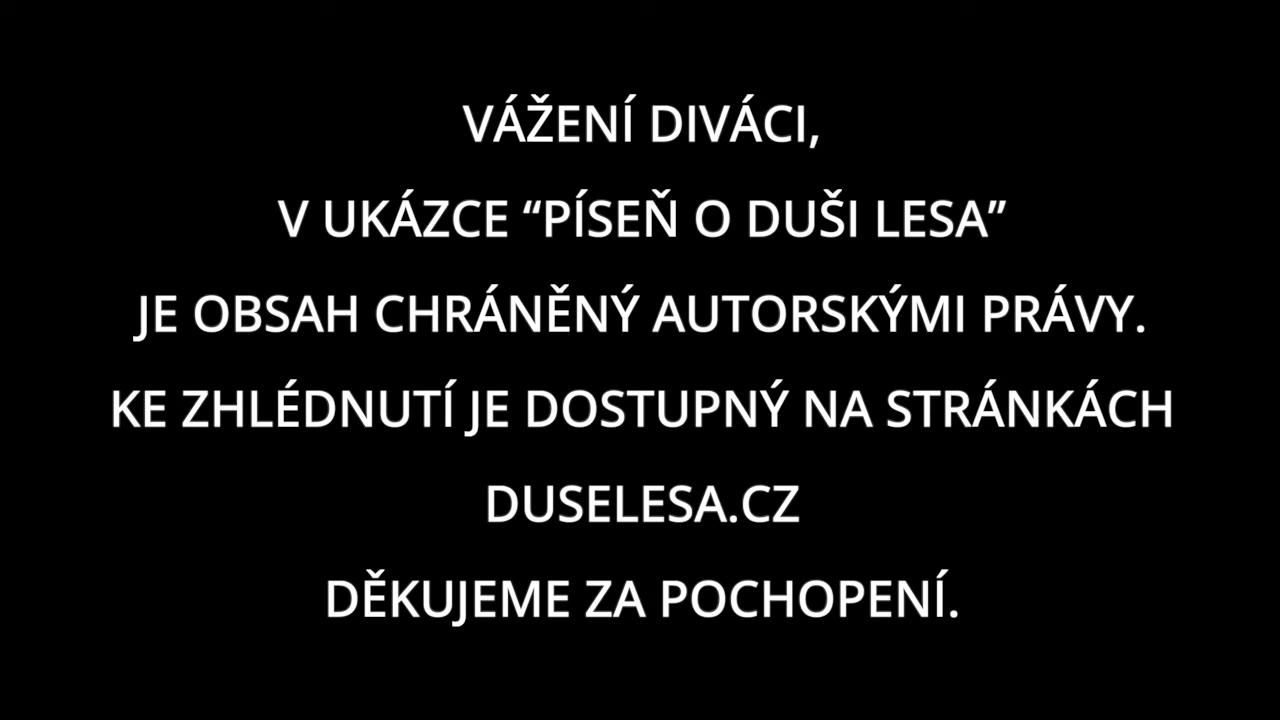 VÁŽENÍ DIVÁCI,
V UKÁZCE “PÍSEŇ O DUŠI LESA”
JE OBSAH CHRÁNĚNÝ AUTORSKÝMI PRÁVY.
KE ZHLÉDNUTÍ JE DOSTUPNÝ NA STRÁNKÁCH
DUSELESA.CZ
DĚKUJEME ZA POCHOPENÍ.